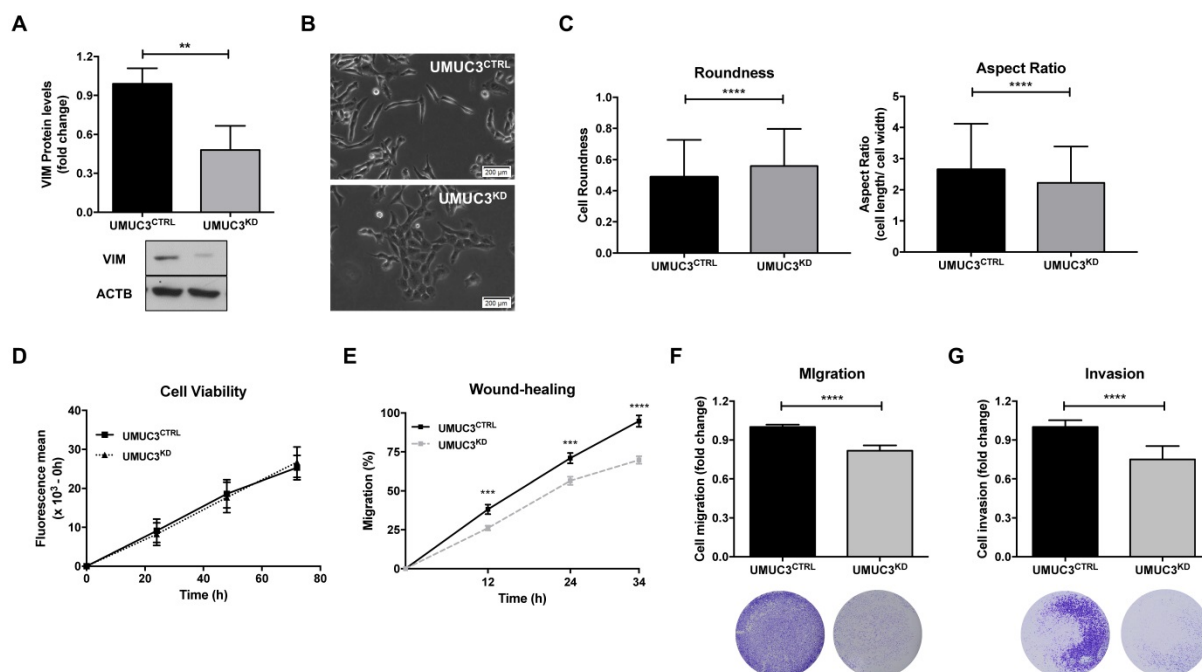 A
**
VIM Protein levels
(fold change)
1.2
0.9
0.6
0.3
0.0
UMUC3CTRL
UMUC3KD
VIM
ACTB
B
UMUC3CTRL
200 µm
UMUC3KD
200 µm
C
Roundness
****
Cell Roundness
1.0
0.8
0.6
0.4
0.2
0.0
UMUC3CTRL
UMUC3KD
Aspect Ratio
****
Aspect Ratio
(cell length/ cell width)
5
4
3
2
1
0
UMUC3CTRL
UMUC3KD
D
Cell Viability
Fluorescence mean
(x 103 - 0h)
40
30
20
10
0
UMUC3CTRL
UMUC3KD
0
20
40
60
80
Time (h)
E
Wound-healing
Migration (%)
100
75
50
25
0
UMUC3CTRL
UMUC3KD
***
***
****
12
24
34
Time (h)
F
MIgration
****
Cell migration (fold change)
1.2
0.9
0.6
0.3
0.0
UMUC3CTRL
UMUC3KD
G
Invasion
****
Cell invasion (fold change)
1.2
0.9
0.6
0.3
0.0
UMUC3CTRL
UMUC3KD